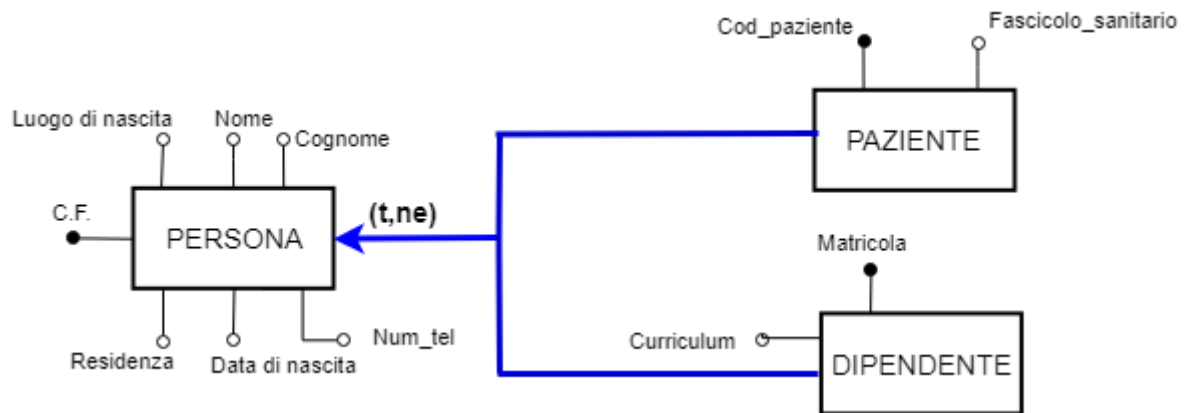 Cod_paziente
Fascicolo_sanitario
Luogo di nascita
Nome
Cognome
PAZIENTE
C.F.
PERSONA
(t,ne)
Matricola
Residenza
Data di nascita
Num_tel
Curriculum
DIPENDENTE